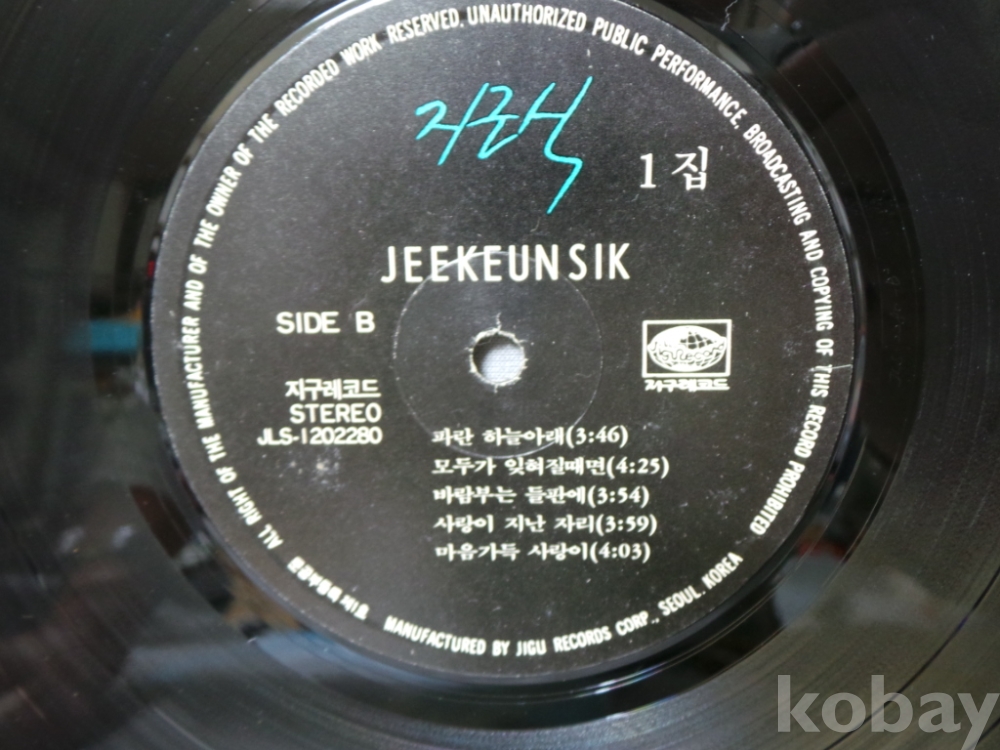 ALL RIGHT OF THE MANUFACTURER AND OF THE OWNER OF THE RECORDED WORK RESERVED. UNAUTHORIZED PUBLIC PERFORMANCE, BROADCASTING AND COPYING OF THIS RECORD PROHIBITED
지근식
1집
JEEKEUNSIK
SIDE B
지구레코드
STEREO
JLS-1202280
지구레코드
파란 하늘아래(3:46)
모두가 잊혀질때면(4:25)
바람부는 들판에(3:54)
사랑이 지난 자리(3:59)
마음가득 사랑이(4:03)
MANUFACTURED BY JIGU RECORDS CORP., SEOUL, KOREA
kobay